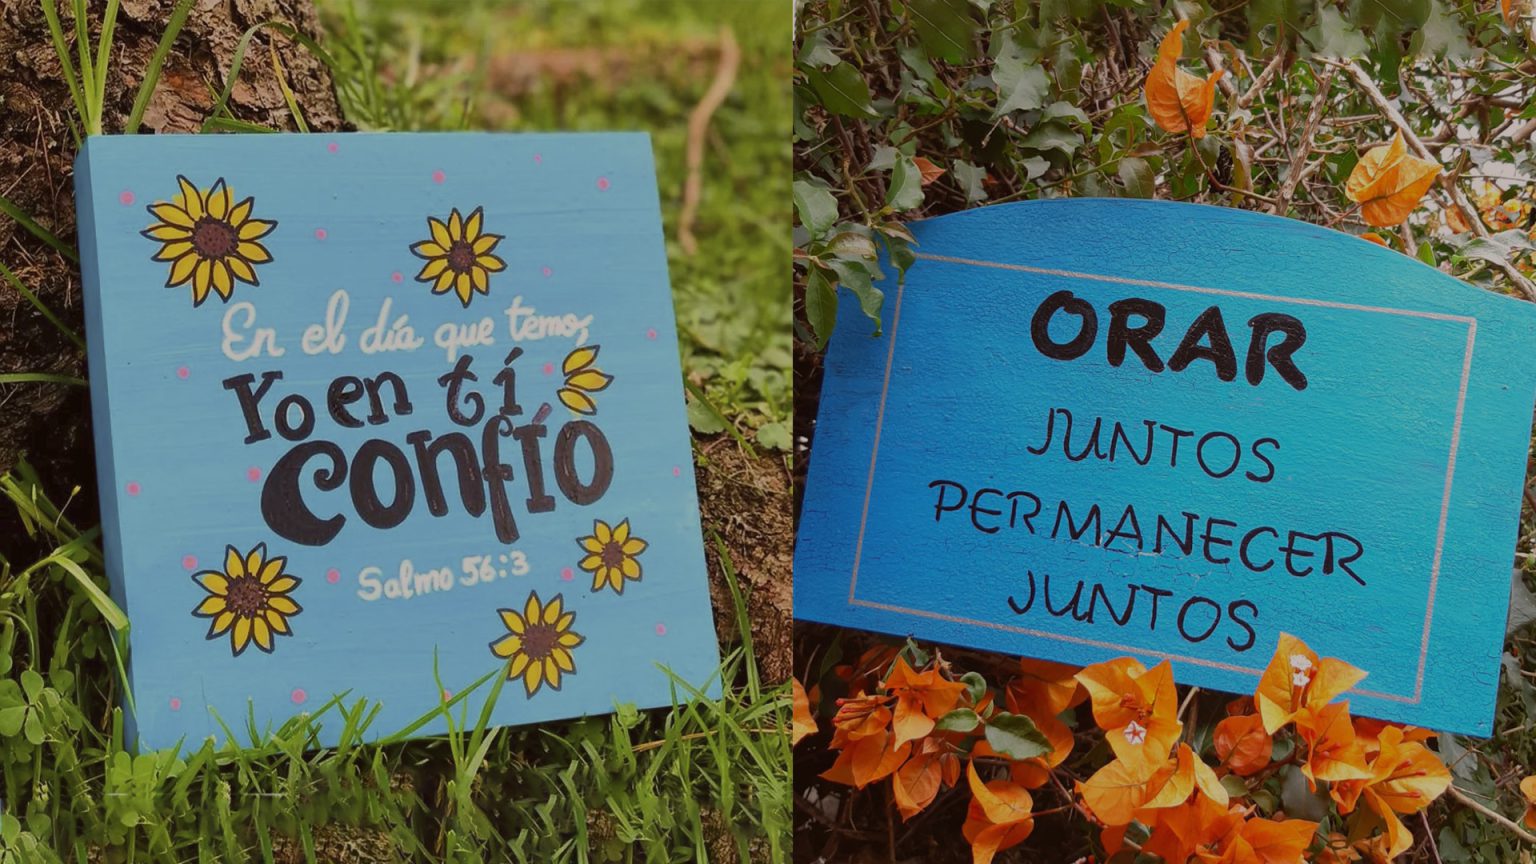 En el día que temo,
Yo en tí
confío
Salmo 56:3
ORAR
JUNTOS
PERMANECER
JUNTOS